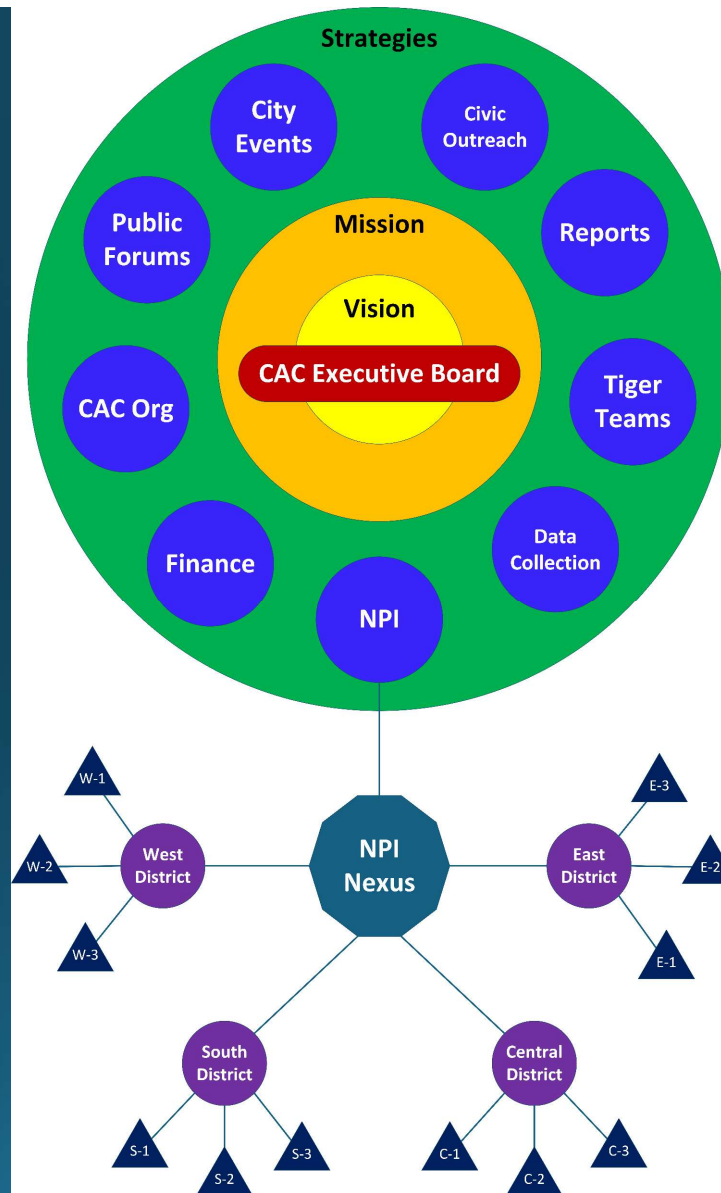 Strategies
City
Events
Civic
Outreach
Public
Forums
Mission
Reports
Vision
CAC Executive Board
CAC Org
Tiger
Teams
Finance
Data
Collection
NPI
W-1
E-3
W-2
West
District
NPI
Nexus
East
District
E-2
W-3
E-1
South
District
Central
District
S-1
S-2
S-3
C-1
C-2
C-3